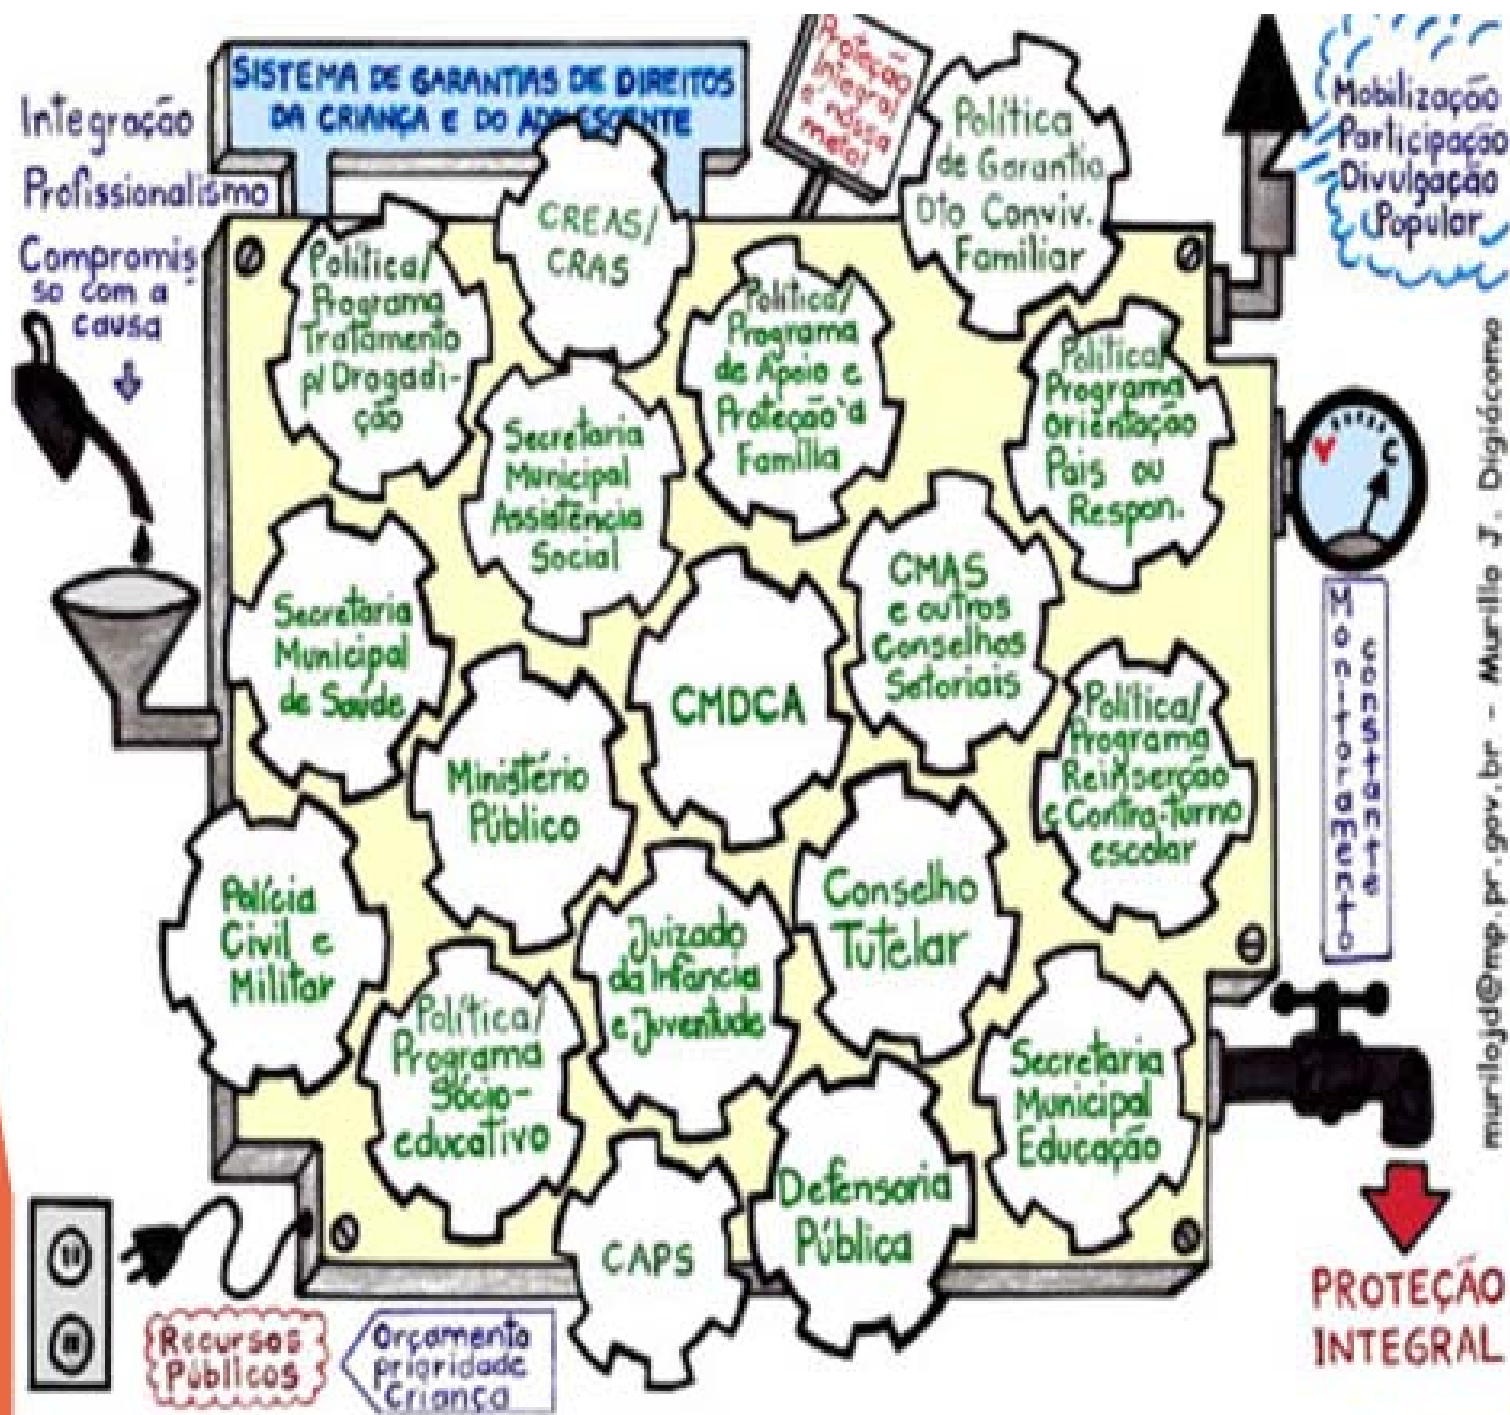 SISTEMA DE GARANTIAS DE DIREITOS
DA CRIANÇA E DO ADOLESCENTE
Integração
Profissionalismo
Compromis
so com a
causa
Proteção
Integral
é nossa
meta!
Política
de Garantia
Dto Conviv.
Familiar
Mobilização
Participação
Divulgação
Popular
CREAS/
CRAS
Política/
Programa
Tratamento
p/ Drogadi-
ção
Política/
Programa
de Apoio e
Proteção à
Família
Política/
Programa
Orientação
Pais ou
Respon.
Secretaria
Municipal
Assistência
Social
CMAS
e outros
Conselhos
Setoriais
Secretaria
Municipal
de Saúde
CMDCA
Política/
Programa
Reinserção
e Contra-turno
escolar
Ministério
Público
Conselho
Tutelar
Polícia
Civil e
Militar
Juizado
da Infância
e Juventude
Política/
Programa
Sócio-
educativo
Secretaria
Municipal
Educação
Defensoria
Pública
CAPS
V
C
Monitoramento
constante
murilojd@mp.pr.gov.br - Murillo J. Digiácomo
Recursos
Públicos
Orçamento
prioridade
Criança
PROTEÇÃO
INTEGRAL